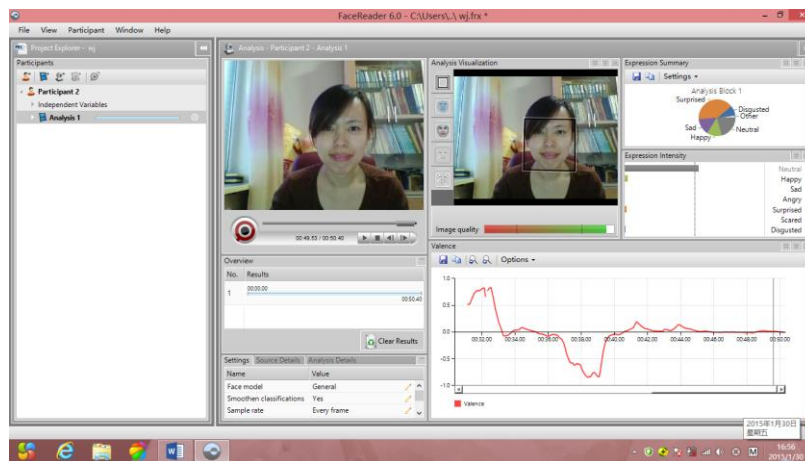 FaceReader 6.0 - C:\Users\..\ wj.frx *
File View Participant Window Help
Project Explorer - wj
Participants
Participant 2
Independent Variables
Analysis 1
Analysis - Participant 2 - Analysis 1
00:49.53 / 00:50.40
Overview
No. Results
1 00:00.00
00:50.40
Clear Results
Settings Source Details Analysis Details
Name Value
Face model General
Smoothen classifications Yes
Sample rate Every frame
Analysis Visualization
Image quality
Expression Summary
Settings
Analysis Block 1
Surprised
Disgusted
Other
Neutral
Sad
Happy
Expression Intensity
Neutral
Happy
Sad
Angry
Surprised
Scared
Disgusted
Valence
Options
1.0
0.5
0.0
00:32.00 00:34.00 00:36.00 00:38.00 00:40.00 00:42.00 00:44.00 00:46.00 00:48.00 00:50.00
-0.5
-1.0
Valence
2015年1月30日
星期五
16:56
2015/1/30